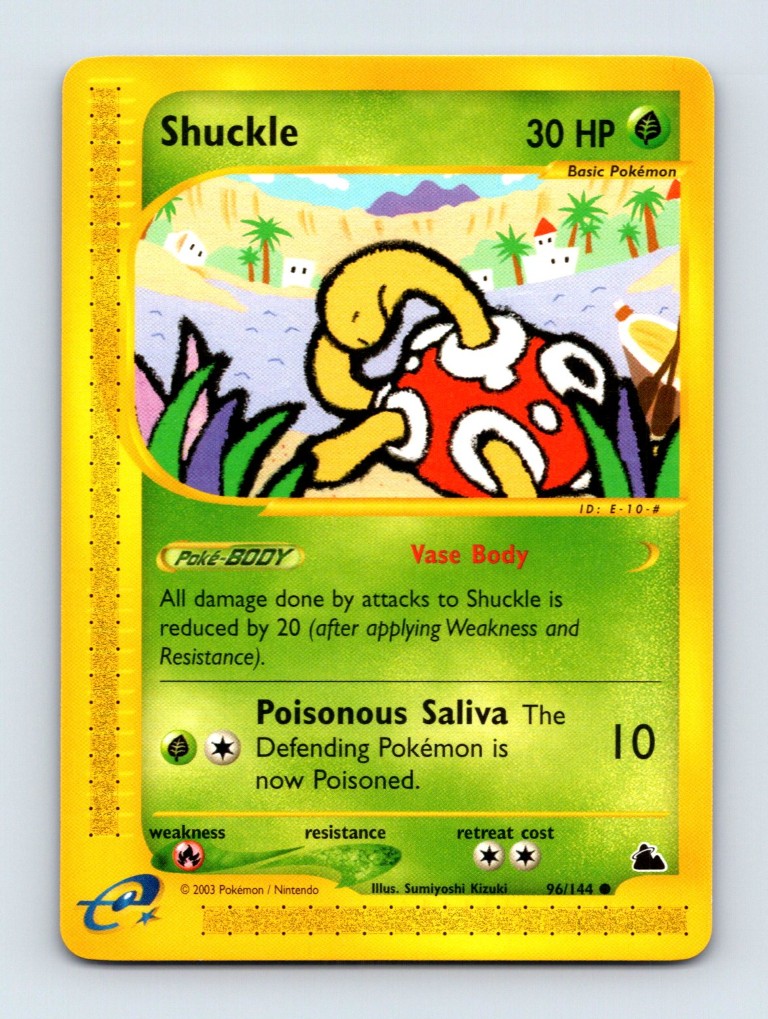 Shuckle
30 HP
Basic Pokémon
ID: E-10-#
Poké-BODY
Vase Body
All damage done by attacks to Shuckle is
reduced by 20 (after applying Weakness and
Resistance).
Poisonous Saliva The
Defending Pokémon is
now Poisoned.
10
weakness
resistance
retreat cost
© 2003 Pokémon / Nintendo
Illus. Sumiyoshi Kizuki
96/144
e